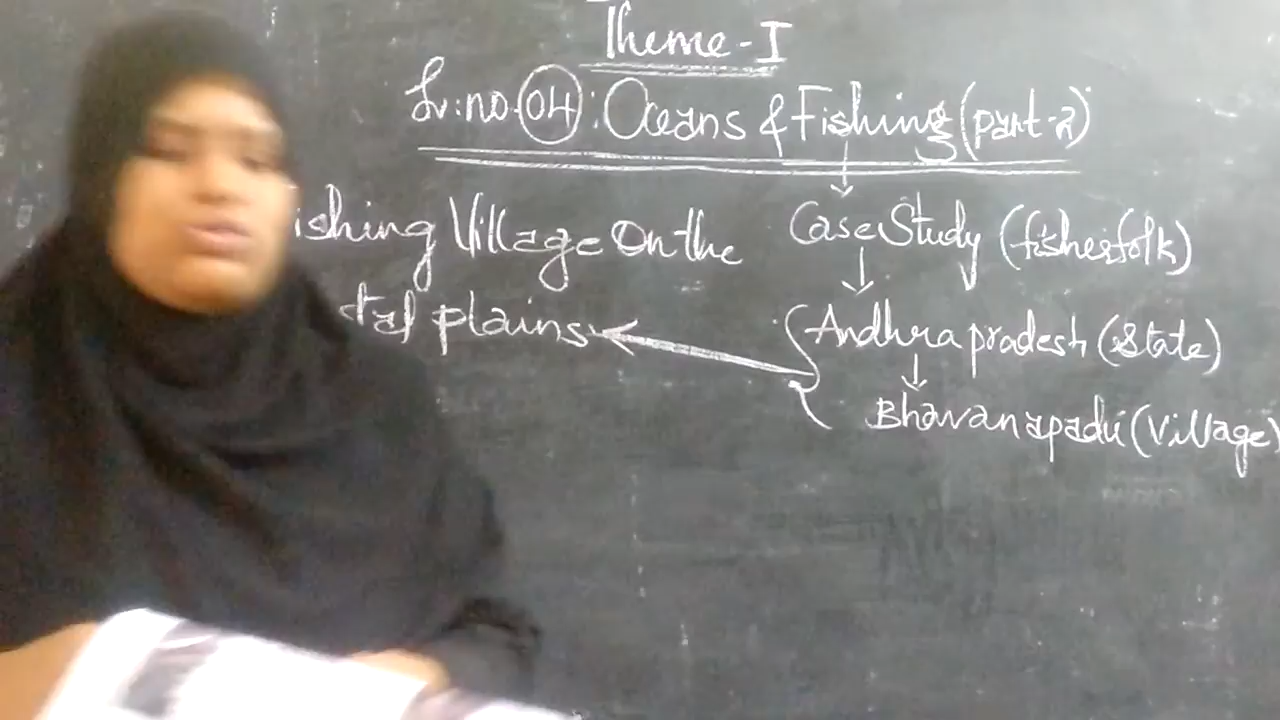 Theme-I
Lr:no.04: Oceans & Fishing (part-2)
ishing Village On the
tal plains
Case Study (fisherfolk)
Andhra pradesh (State)
Bhavanapadu (Village)